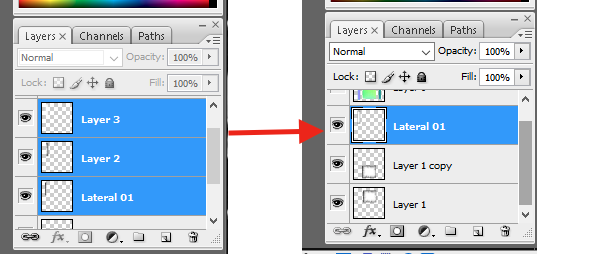 Layers × Channels Paths
Normal Opacity: 100%
Lock: Fill: 100%
Layer 3
Layer 2
Lateral 01
fx
Layers × Channels Paths
Normal Opacity: 100%
Lock: Fill: 100%
Lateral 01
Layer 1 copy
Layer 1
fx